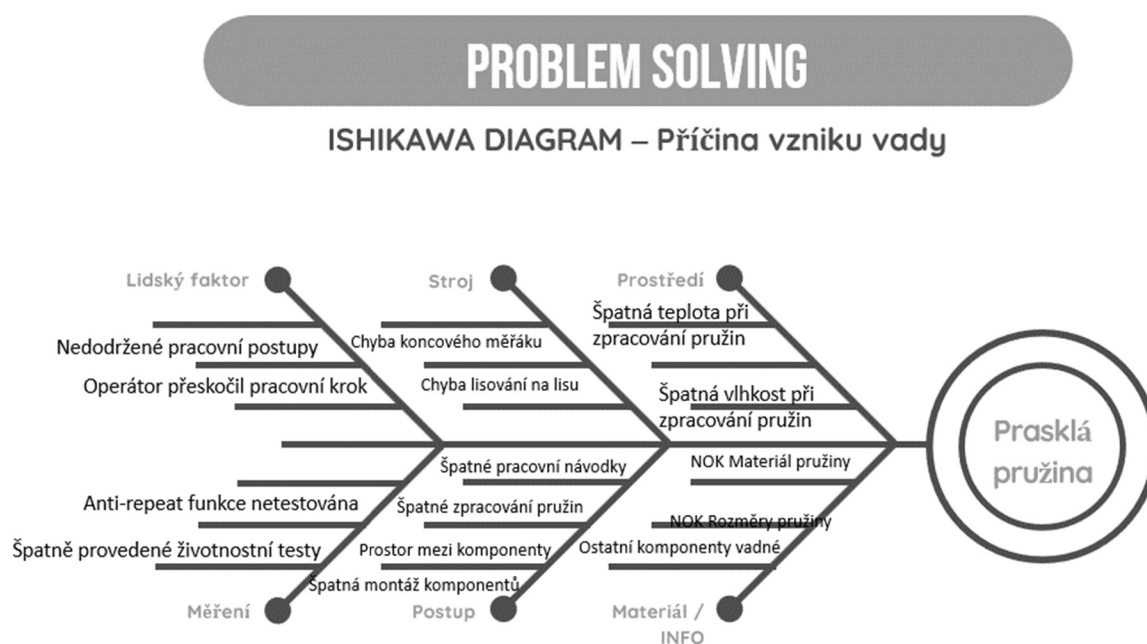 PROBLEM SOLVING
ISHIKAWA DIAGRAM – Příčina vzniku vady
Lidský faktor
Nedodržené pracovní postupy
Operátor přeskočil pracovní krok
Stroj
Chyba koncového měřáku
Chyba lisování na lisu
Prostředí
Špatná teplota při
zpracování pružin
Špatná vlhkost při
zpracování pružin
Prasklá
pružina
Anti-repeat funkce netestována
Špatně provedené životnostní testy
Měření
Špatné pracovní návodky
Špatné zpracování pružin
Prostor mezi komponenty
Špatná montáž komponentů
Postup
NOK Materiál pružiny
NOK Rozměry pružiny
Ostatní komponenty vadné
Materiál /
INFO